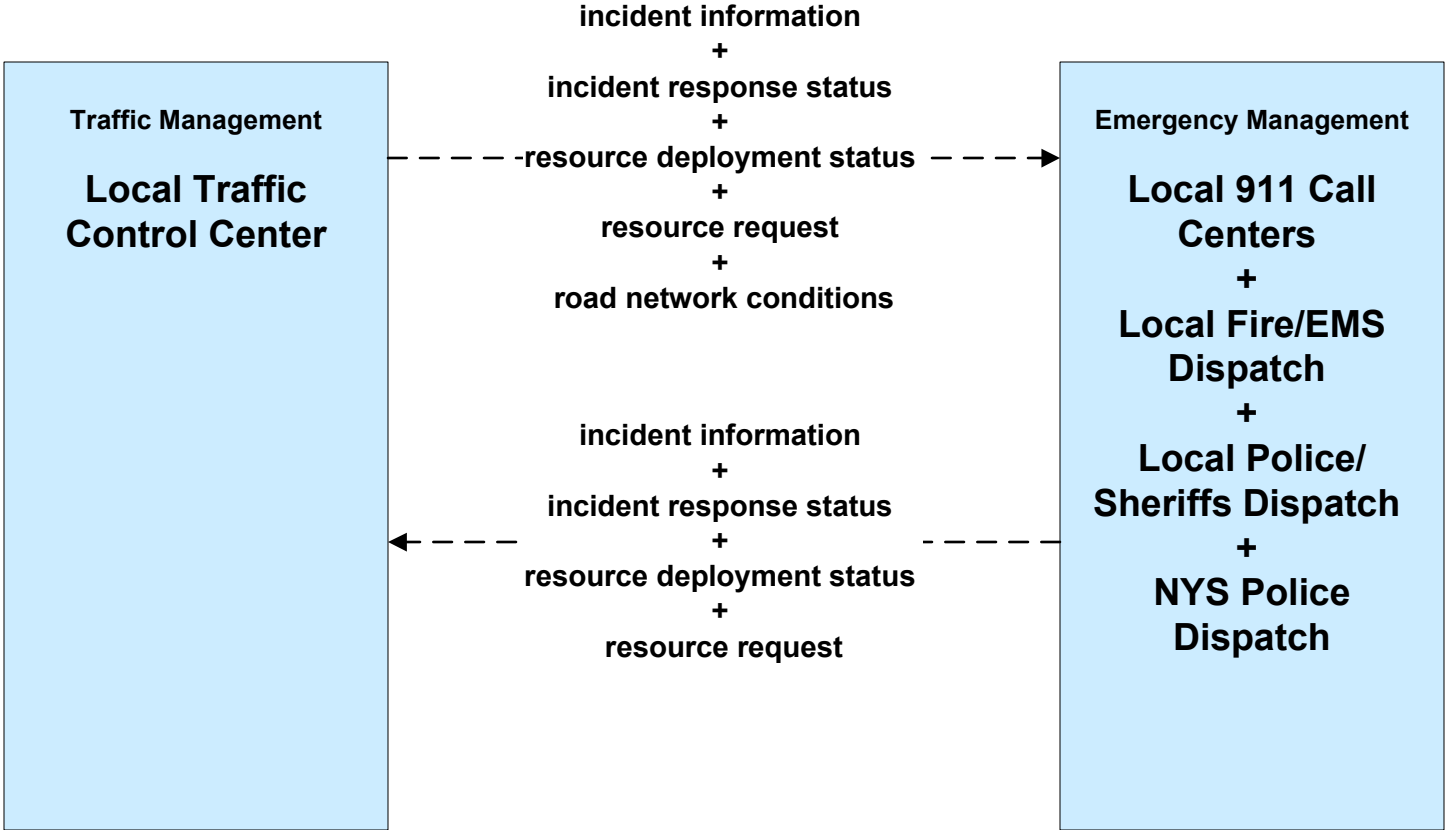 Traffic Management
Local Traffic
Control Center
incident information
+
incident response status
+
resource deployment status
+
resource request
+
road network conditions
incident information
+
incident response status
+
resource deployment status
+
resource request
Emergency Management
Local 911 Call
Centers
+
Local Fire/EMS
Dispatch
+
Local Police/
Sheriffs Dispatch
+
NYS Police
Dispatch